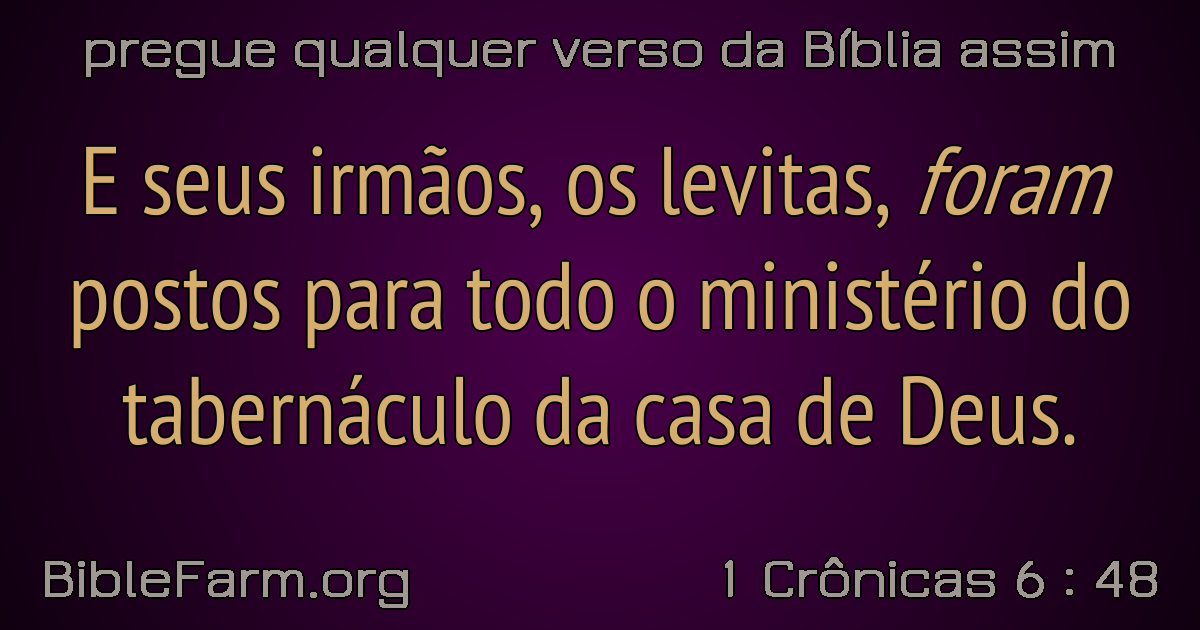 pregue qualquer verso da Bíblia assim
E seus irmãos, os levitas, foram
postos para todo o ministério do
tabernáculo da casa de Deus.
BibleFarm.org
1 Crônicas 6 : 48